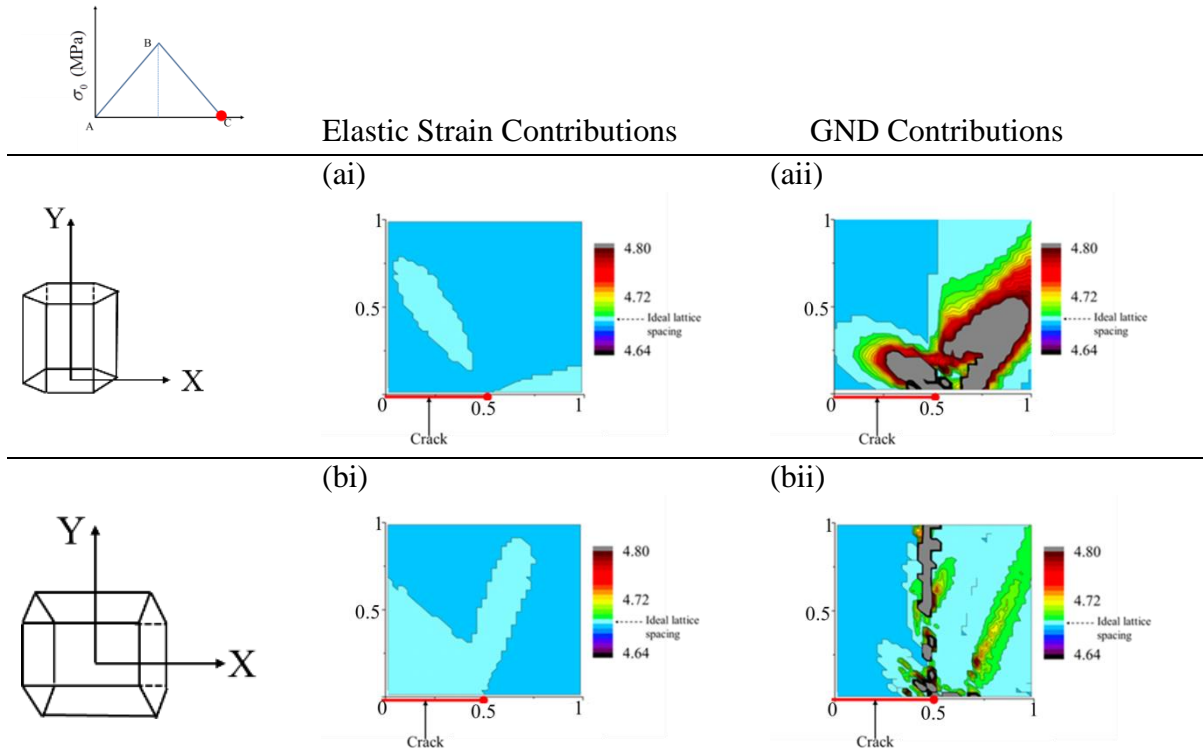 σ₀ (MPa)
B
A
C
Elastic Strain Contributions
GND Contributions
(ai)
(aii)
Y
X
1
0.5
0
0.5
1
Crack
4.80
4.72
Ideal lattice
spacing
4.64
1
0.5
0
0.5
1
Crack
4.80
4.72
Ideal lattice
spacing
4.64
(bi)
(bii)
Y
X
1
0.5
0
0.5
1
Crack
4.80
4.72
Ideal lattice
spacing
4.64
1
0.5
0
0.5
1
Crack
4.80
4.72
Ideal lattice
spacing
4.64